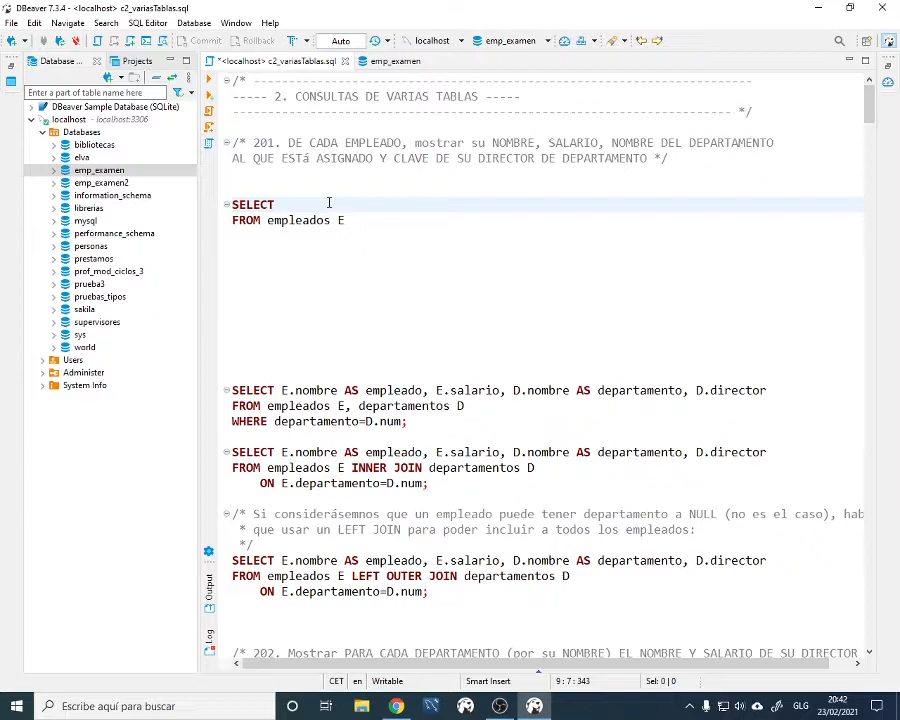 DBeaver 7.3.4 - <localhost> c2_variasTablas.sql
File Edit Navigate Search SQL Editor Database Window Help
Commit Rollback Auto localhost emp_examen
Database ... Projects
*<localhost> c2_variasTablas.sql emp_examen
Enter a part of table name here
DBeaver Sample Database (SQLite)
localhost - localhost:3306
Databases
bibliotecas
elva
emp_examen
emp_examen2
information_schema
librerias
mysql
performance_schema
personas
prestamos
prof_mod_ciclos_3
prueba3
pruebas_tipos
sakila
supervisores
sys
world
Users
Administer
System Info
/* ---------------------------------------------------------------------
----- 2. CONSULTAS DE VARIAS TABLAS -----
----------------------------------------------------------------------- */
/* 201. DE CADA EMPLEADO, mostrar su NOMBRE, SALARIO, NOMBRE DEL DEPARTAMENTO
AL QUE ESTá ASIGNADO Y CLAVE DE SU DIRECTOR DE DEPARTAMENTO */
SELECT
FROM empleados E
SELECT E.nombre AS empleado, E.salario, D.nombre AS departamento, D.director
FROM empleados E, departamentos D
WHERE departamento=D.num;
SELECT E.nombre AS empleado, E.salario, D.nombre AS departamento, D.director
FROM empleados E INNER JOIN departamentos D
ON E.departamento=D.num;
/* Si considerásemnos que un empleado puede tener departamento a NULL (no es el caso), hab
* que usar un LEFT JOIN para poder incluir a todos los empleados:
*/
SELECT E.nombre AS empleado, E.salario, D.nombre AS departamento, D.director
FROM empleados E LEFT OUTER JOIN departamentos D
ON E.departamento=D.num;
/* 202. Mostrar PARA CADA DEPARTAMENTO (por su NOMBRE) EL NOMBRE Y SALARIO DE SU DIRECTOR
Output
Log
CET en Writable Smart Insert 9 : 7 : 343 Sel: 0 | 0
Escribe aquí para buscar
GLG
20:42
23/02/2021